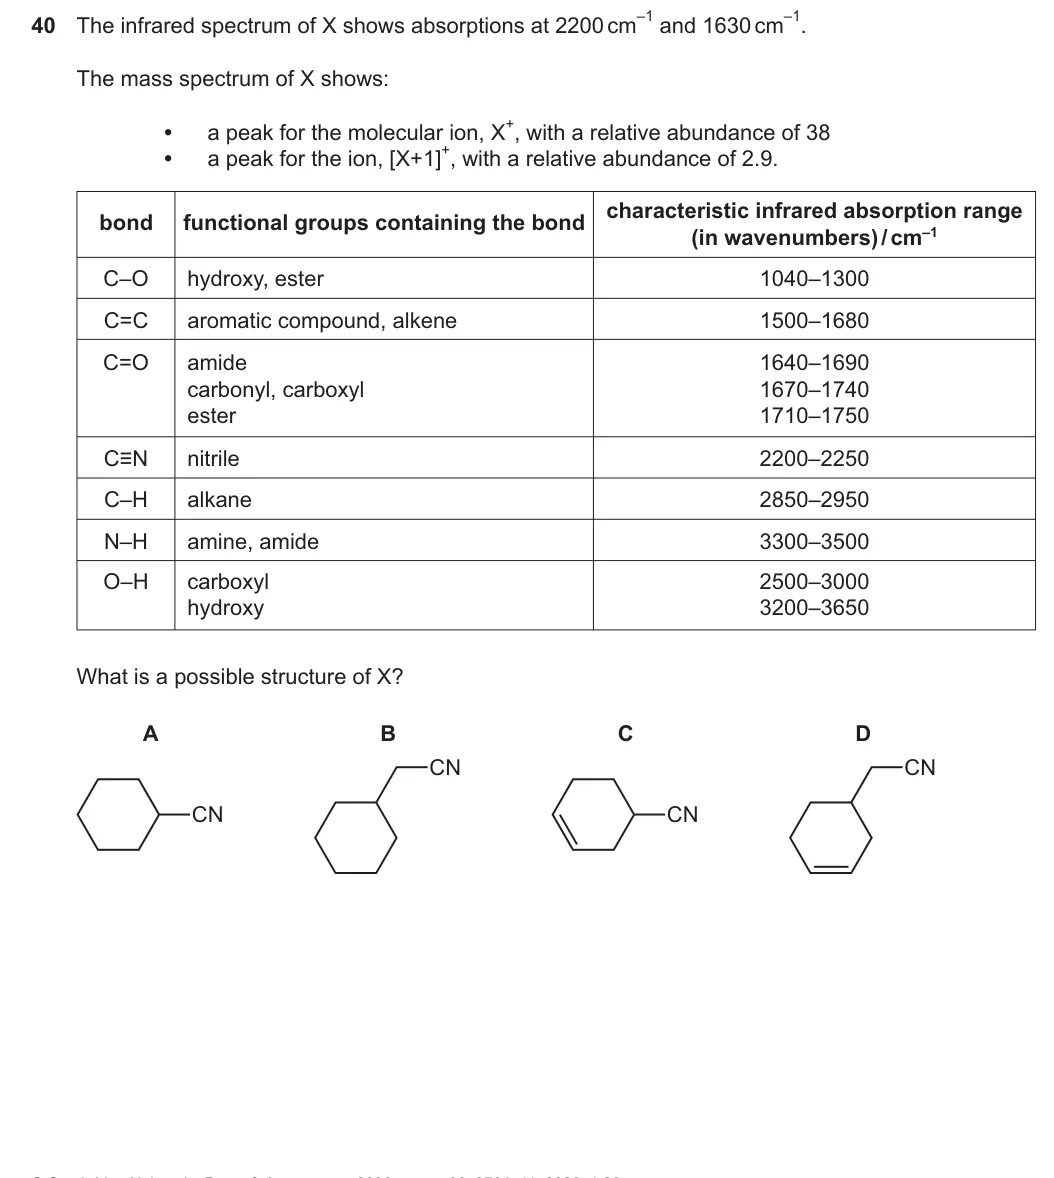 40 The infrared spectrum of X shows absorptions at 2200 cm⁻¹ and 1630 cm⁻¹.
The mass spectrum of X shows:
• a peak for the molecular ion, X⁺, with a relative abundance of 38
• a peak for the ion, [X+1]⁺, with a relative abundance of 2.9.
bond functional groups containing the bond characteristic infrared absorption range (in wavenumbers) / cm⁻¹
C–O hydroxy, ester 1040–1300
C=C aromatic compound, alkene 1500–1680
C=O amide 1640–1690
carbonyl, carboxyl 1670–1740
ester 1710–1750
C≡N nitrile 2200–2250
C–H alkane 2850–2950
N–H amine, amide 3300–3500
O–H carboxyl 2500–3000
hydroxy 3200–3650
What is a possible structure of X?
A B C D
CN CN CN CN